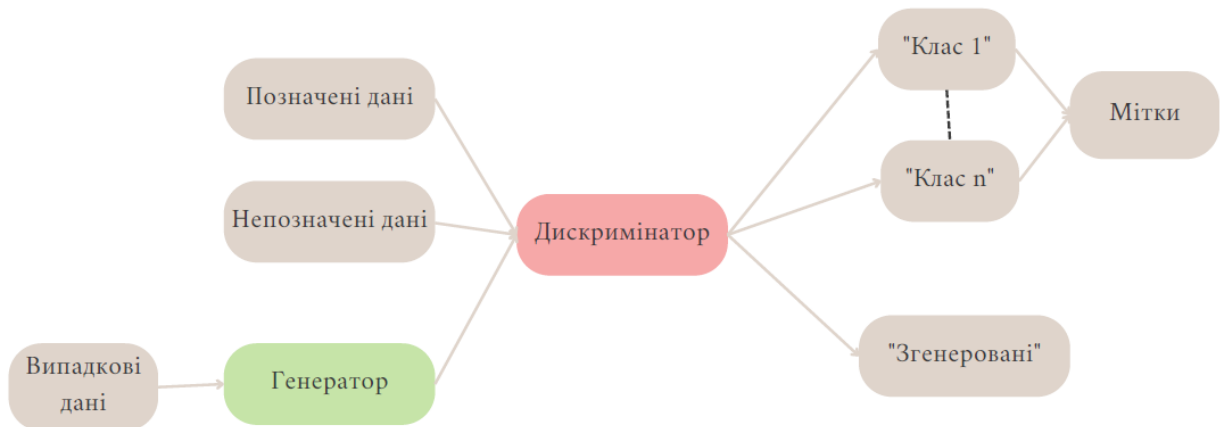 "Клас 1"
Позначені дані
Мітки
"Клас n"
Непозначені дані
Дискримінатор
"Згенеровані"
Випадкові
дані
Генератор